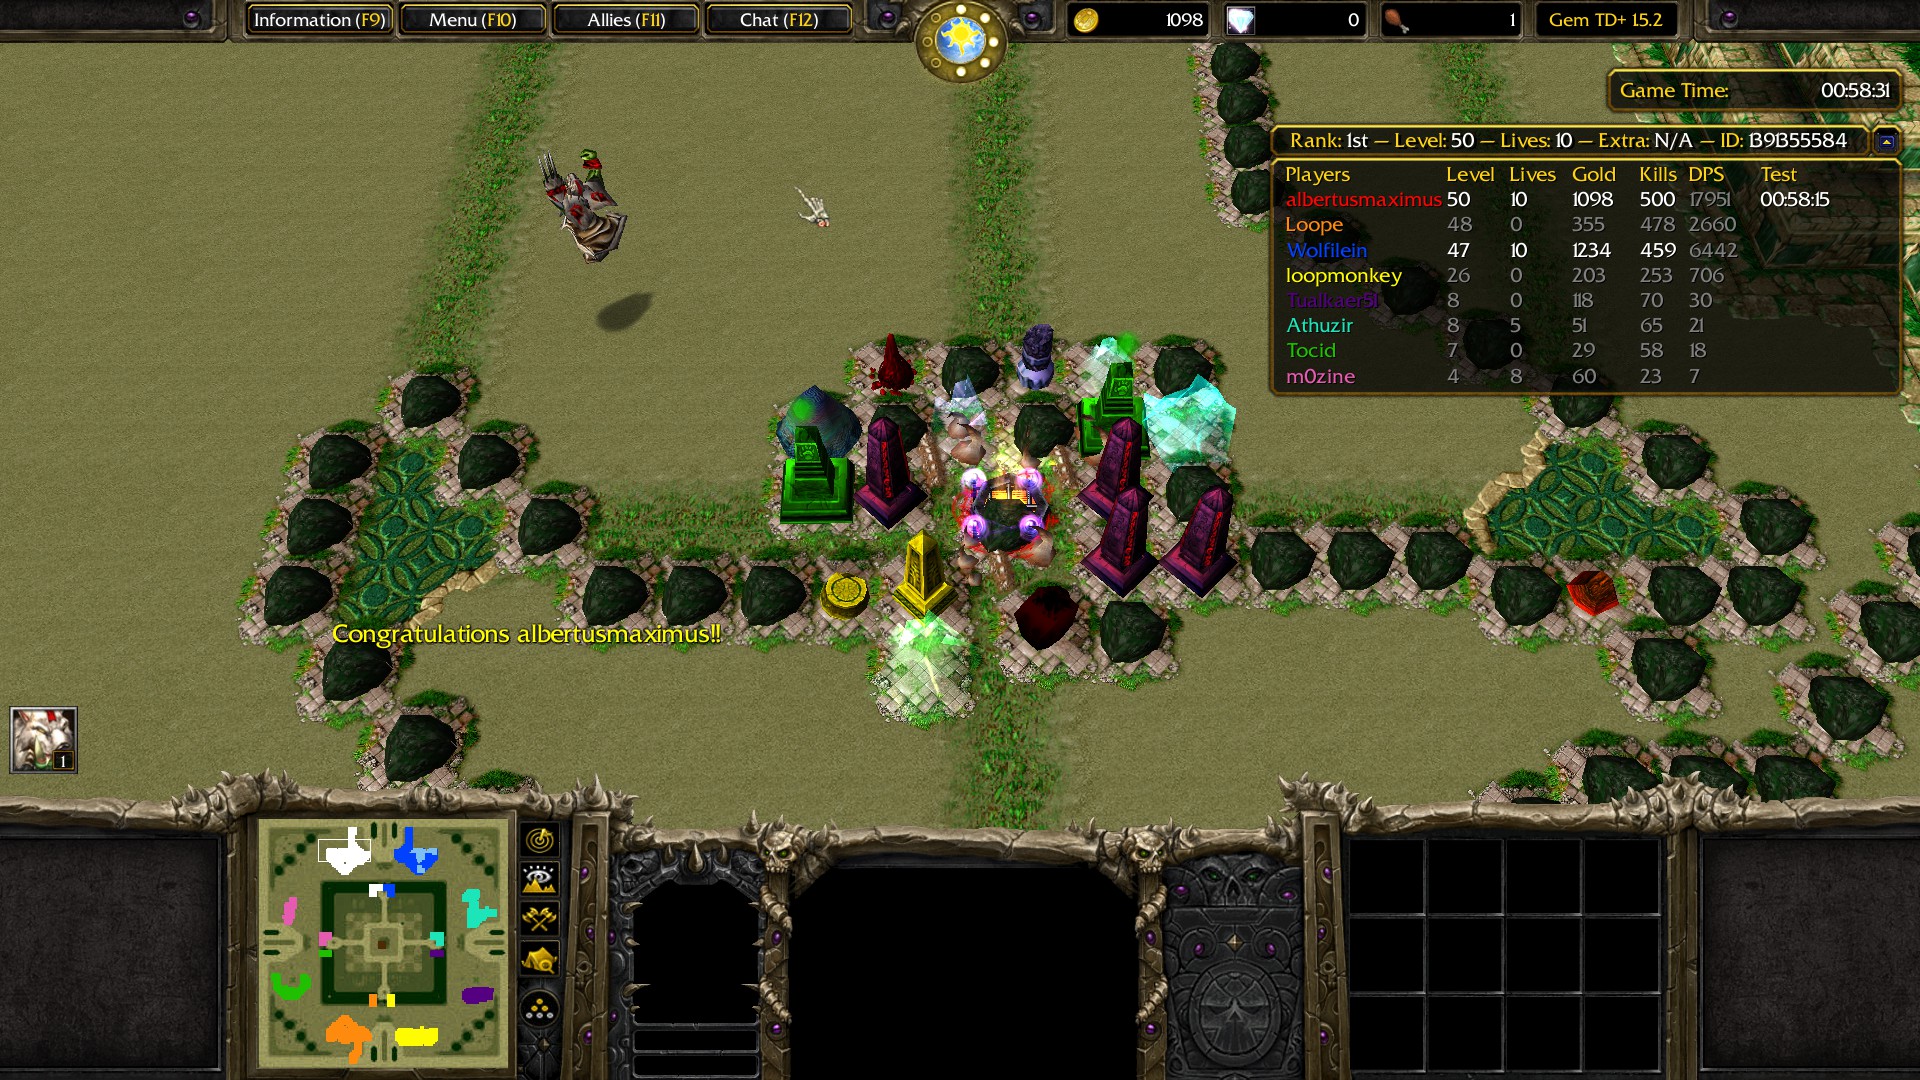 Information (F9) Menu (F10) Allies (F11) Chat (F12) 1098 0 1 Gem TD+ 15.2
Game Time: 00:58:31
Rank: 1st – Level: 50 – Lives: 10 – Extra: N/A – ID: 1391355584
Players Level Lives Gold Kills DPS Test
albertusmaximus 50 10 1098 500 17951 00:58:15
Loope 48 0 355 478 2660
Wolfilein 47 10 1234 459 6442
loopmonkey 26 0 203 253 706
Tualkaer51 8 0 118 70 30
Athuzir 8 5 51 65 21
Tocid 7 0 29 58 18
m0zine 4 8 60 23 7
Congratulations albertusmaximus!!
1